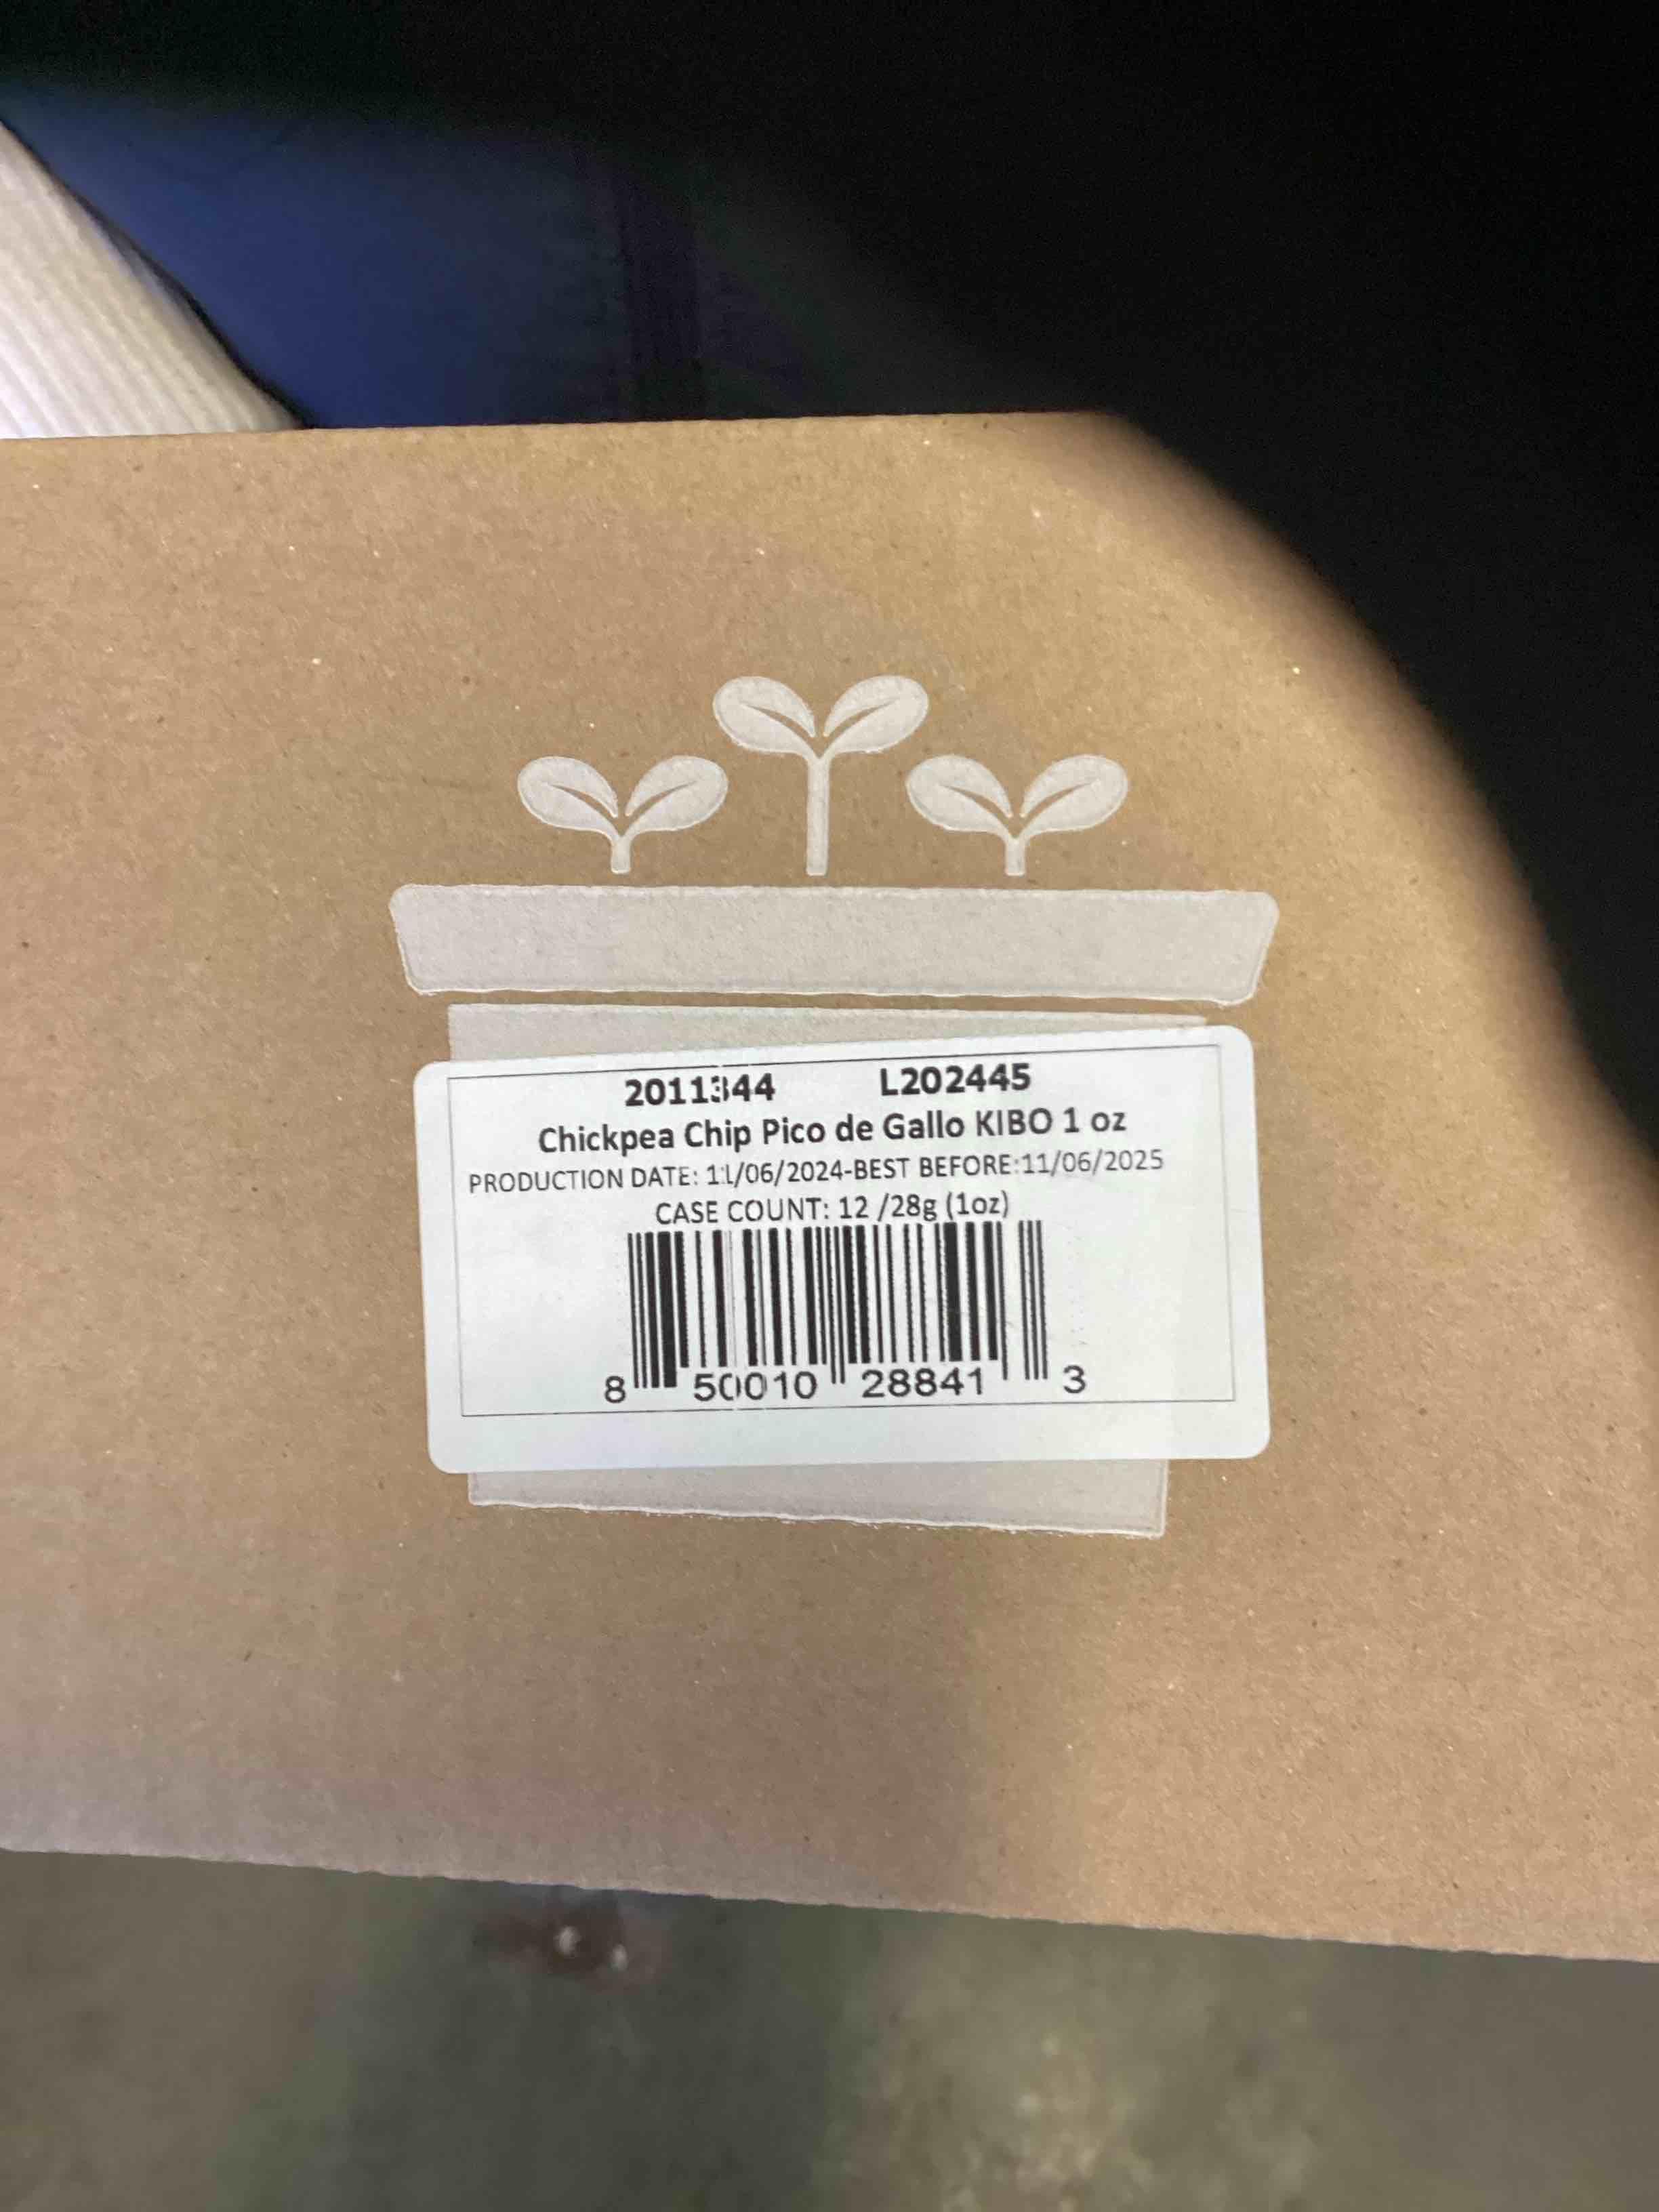 2011344 L202445
Chickpea Chip Pico de Gallo KIBO 1 oz
PRODUCTION DATE: 11/06/2024-BEST BEFORE:11/06/2025
CASE COUNT: 12 /28g (1oz)
8 50010 28841 3